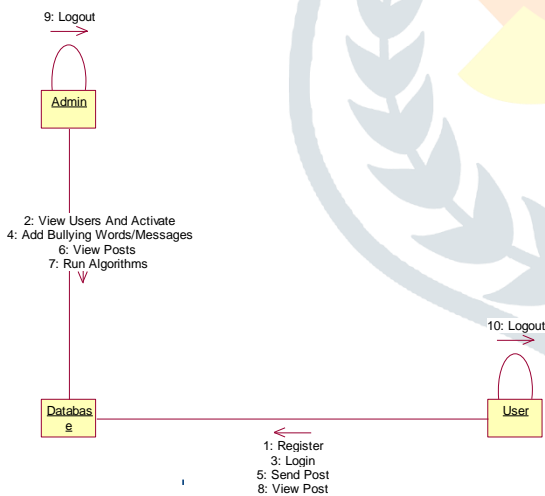 9: Logout
Admin
2: View Users And Activate
4: Add Bullying Words/Messages
6: View Posts
7: Run Algorithms
10: Logout
Databas
e
User
1: Register
3: Login
5: Send Post
8: View Post